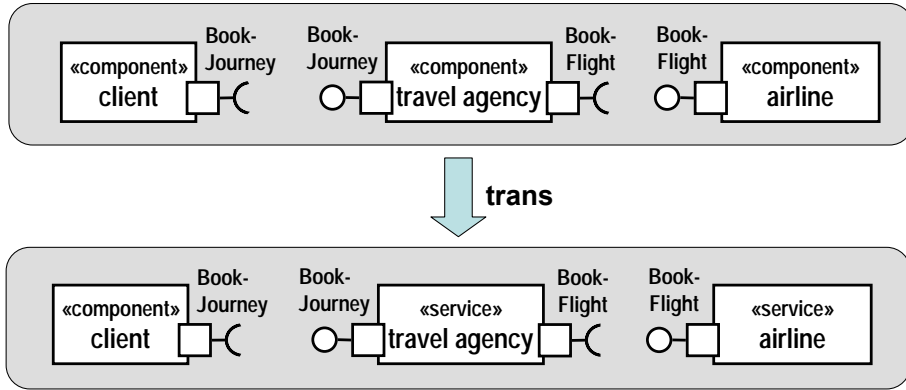 Book-
Journey
«component»
client
Book-
Journey
«component»
travel agency
Book-
Flight
Book-
Flight
«component»
airline
trans
«component»
client
Book-
Journey
Book-
Journey
«service»
travel agency
Book-
Flight
Book-
Flight
«service»
airline